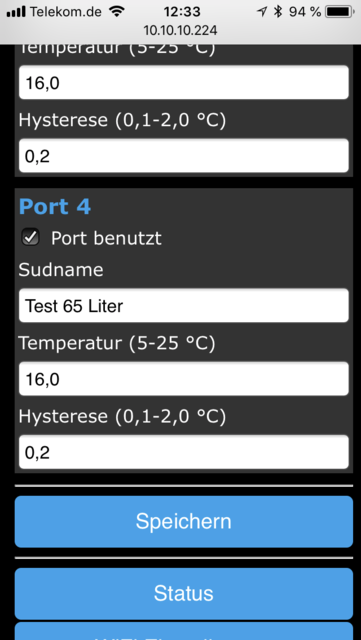 Telekom.de 12:33 94 %
10.10.10.224
Temperatur (5-25 °C)
16,0
Hysterese (0,1-2,0 °C)
0,2
Port 4
Port benutzt
Sudname
Test 65 Liter
Temperatur (5-25 °C)
16,0
Hysterese (0,1-2,0 °C)
0,2
Speichern
Status